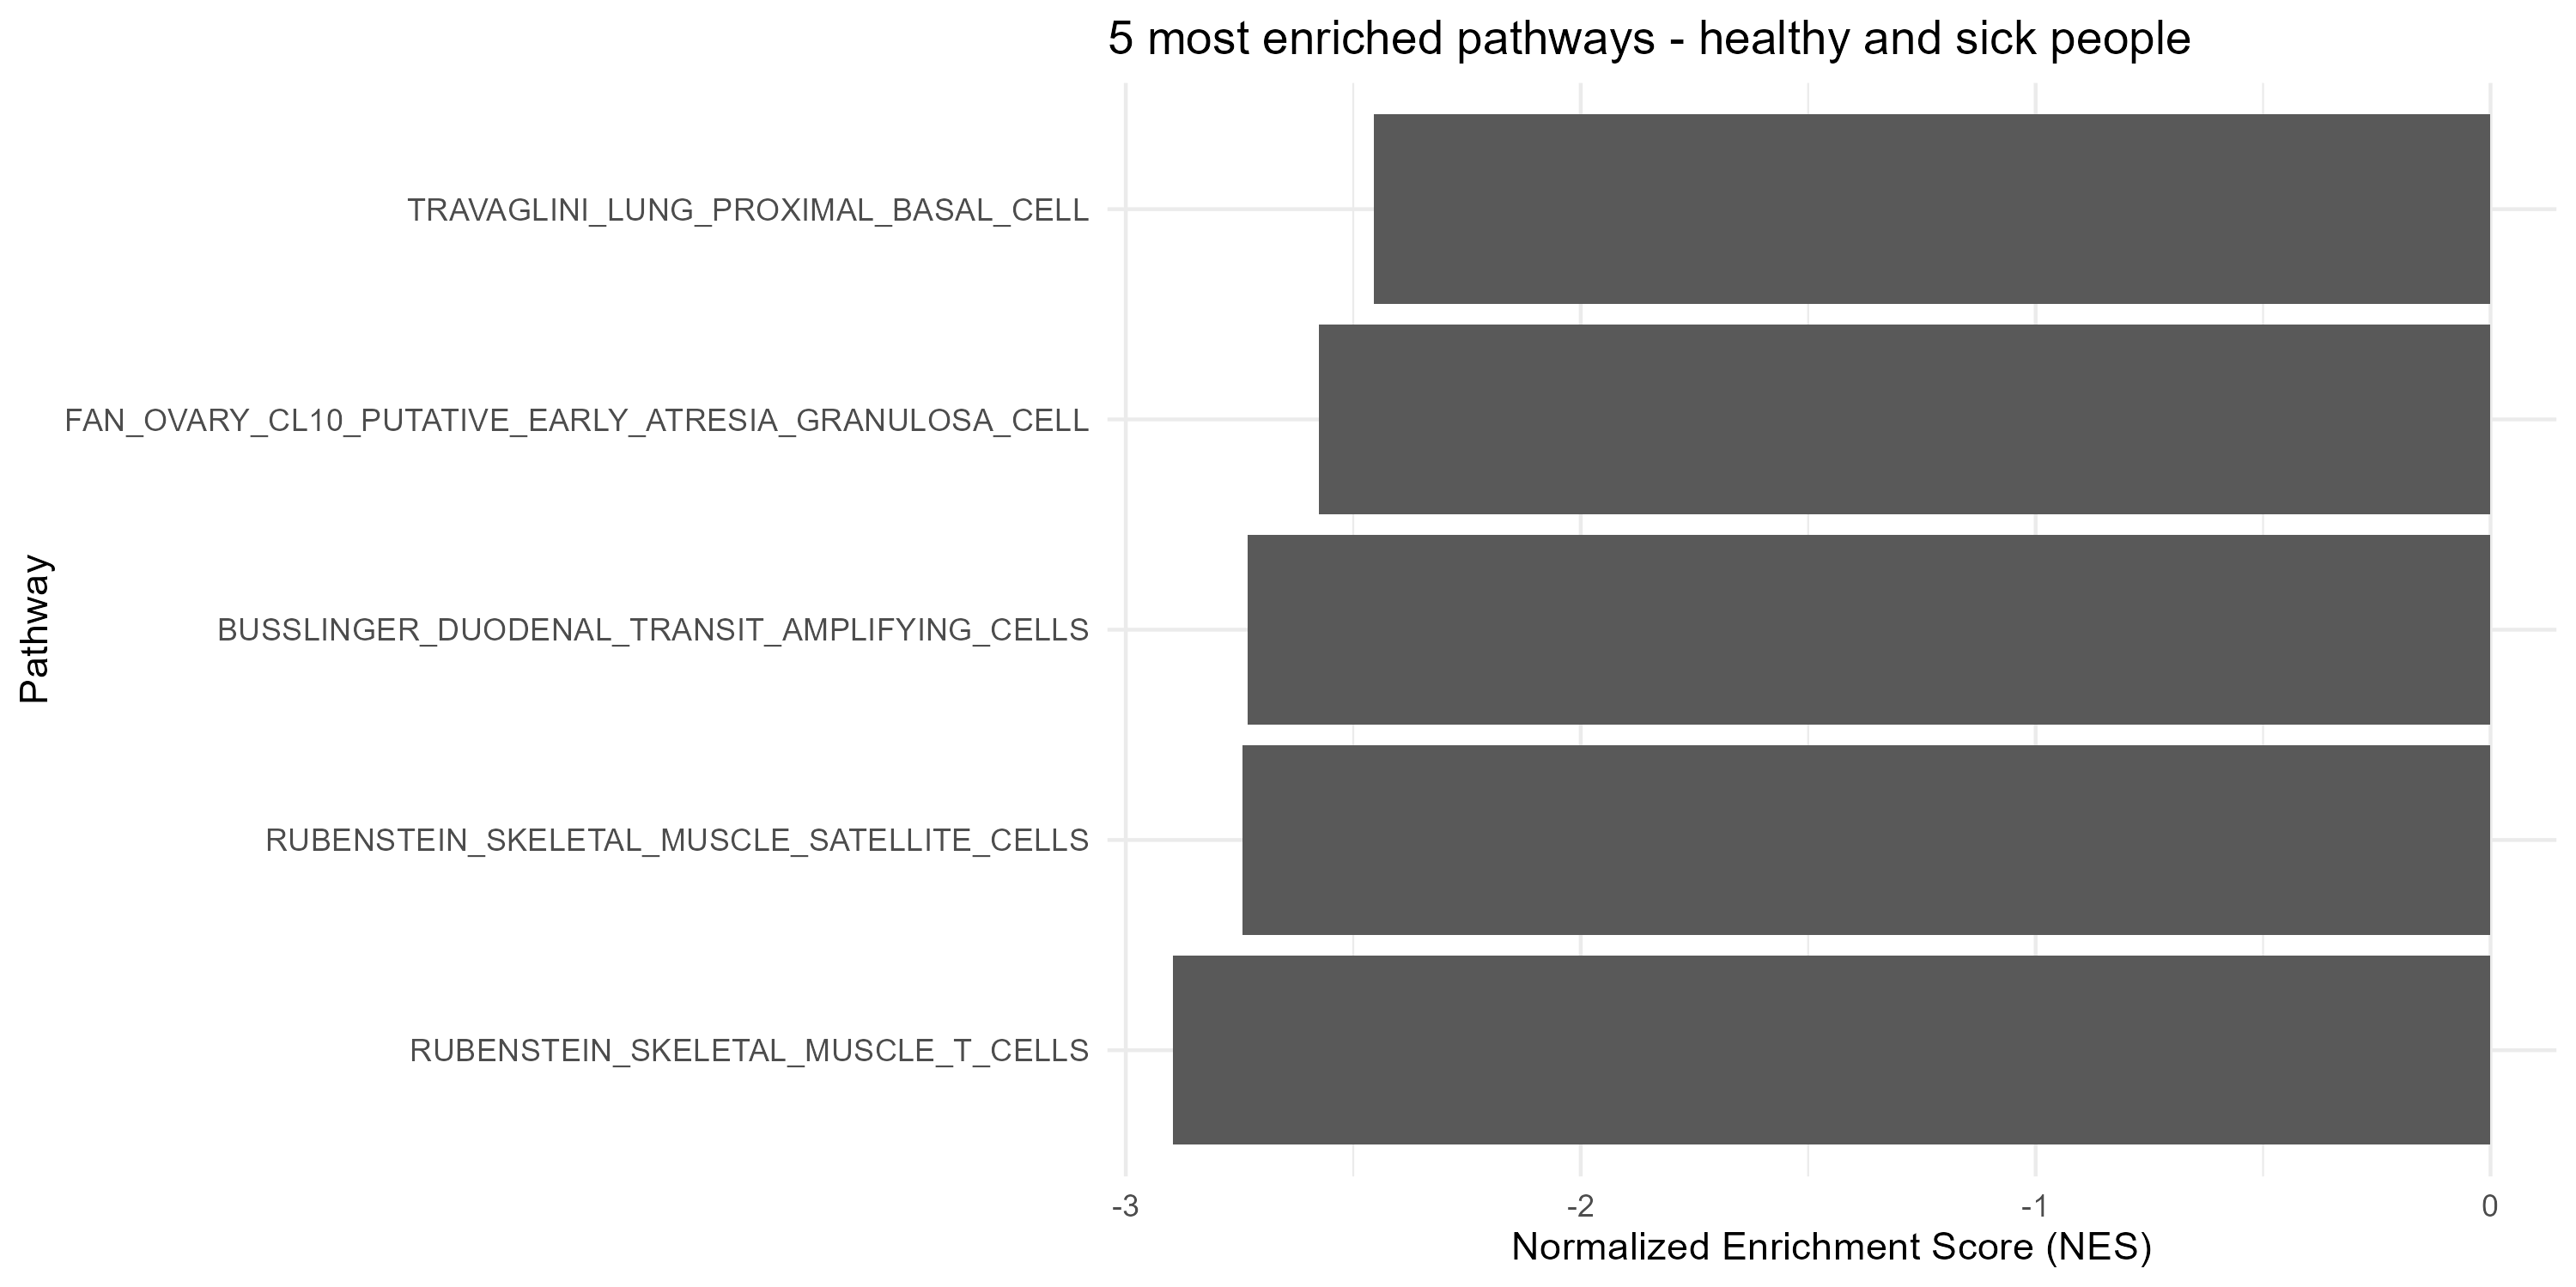 5 most enriched pathways - healthy and sick people
Pathway
TRAVAGLINI_LUNG_PROXIMAL_BASAL_CELL
FAN_OVARY_CL10_PUTATIVE_EARLY_ATRESIA_GRANULOSA_CELL
BUSSLINGER_DUODENAL_TRANSIT_AMPLIFYING_CELLS
RUBENSTEIN_SKELETAL_MUSCLE_SATELLITE_CELLS
RUBENSTEIN_SKELETAL_MUSCLE_T_CELLS
-3 -2 -1 0
Normalized Enrichment Score (NES)